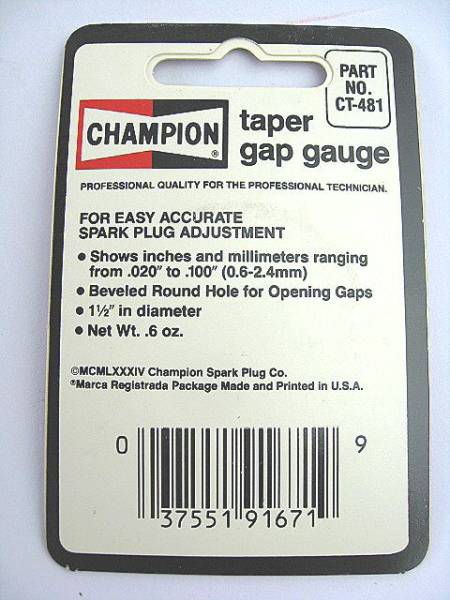 PART
NO.
CT-481
CHAMPION®
taper
gap gauge
PROFESSIONAL QUALITY FOR THE PROFESSIONAL TECHNICIAN.
FOR EASY ACCURATE
SPARK PLUG ADJUSTMENT
• Shows inches and millimeters ranging
from .020" to .100" (0.6-2.4mm)
• Beveled Round Hole for Opening Gaps
• 1½" in diameter
• Net Wt. .6 oz.
©MCMLXXXIV Champion Spark Plug Co.
®Marca Registrada Package Made and Printed in U.S.A.
0 37551 91671 9